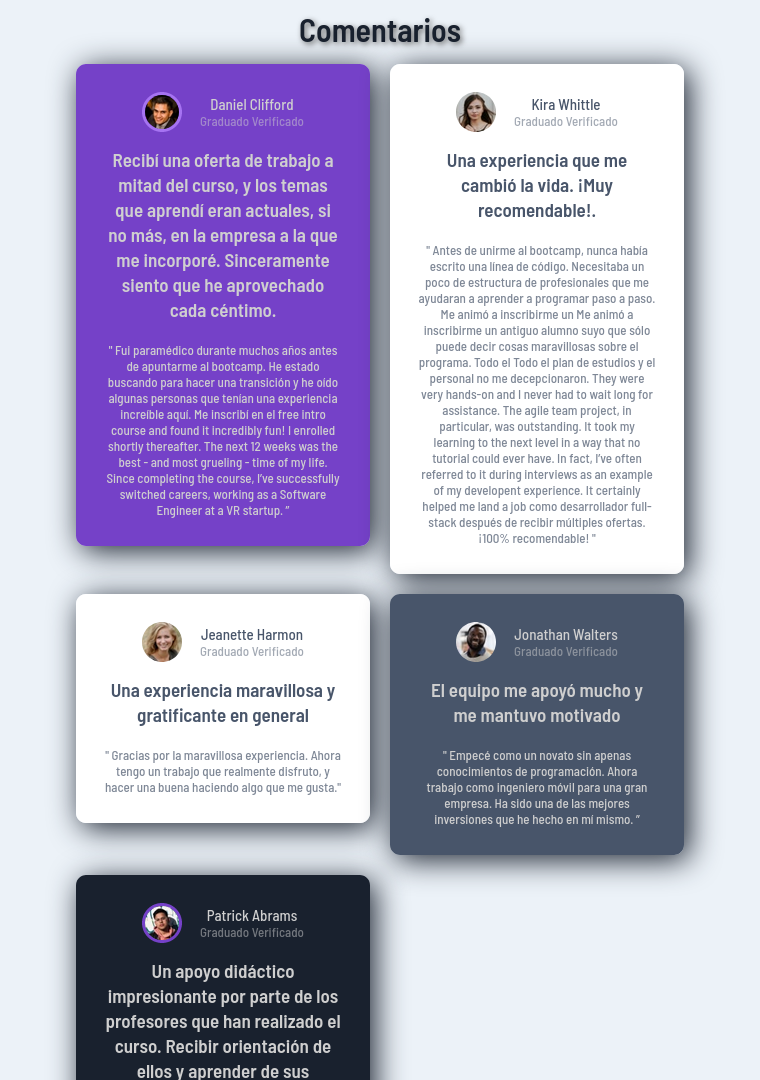 Comentarios
Daniel Clifford
Graduado Verificado
Recibí una oferta de trabajo a
mitad del curso, y los temas
que aprendí eran actuales, si
no más, en la empresa a la que
me incorporé. Sinceramente
siento que he aprovechado
cada céntimo.
" Fui paramédico durante muchos años antes
de apuntarme al bootcamp. He estado
buscando para hacer una transición y he oído
algunas personas que tenían una experiencia
increíble aquí. Me inscribí en el free intro
course and found it incredibly fun! I enrolled
shortly thereafter. The next 12 weeks was the
best - and most grueling - time of my life.
Since completing the course, I've successfully
switched careers, working as a Software
Engineer at a VR startup. ”
Kira Whittle
Graduado Verificado
Una experiencia que me
cambió la vida. ¡Muy
recomendable!.
" Antes de unirme al bootcamp, nunca había
escrito una línea de código. Necesitaba un
poco de estructura de profesionales que me
ayudaran a aprender a programar paso a paso.
Me animó a inscribirme un Me animó a
inscribirme un antiguo alumno suyo que sólo
puede decir cosas maravillosas sobre el
programa. Todo el Todo el plan de estudios y el
personal no me decepcionaron. They were
very hands-on and I never had to wait long for
assistance. The agile team project, in
particular, was outstanding. It took my
learning to the next level in a way that no
tutorial could ever have. In fact, I've often
referred to it during interviews as an example
of my developent experience. It certainly
helped me land a job como desarrollador full-
stack después de recibir múltiples ofertas.
¡100% recomendable! "
Jeanette Harmon
Graduado Verificado
Una experiencia maravillosa y
gratificante en general
" Gracias por la maravillosa experiencia. Ahora
tengo un trabajo que realmente disfruto, y
hacer una buena haciendo algo que me gusta."
Jonathan Walters
Graduado Verificado
El equipo me apoyó mucho y
me mantuvo motivado
" Empecé como un novato sin apenas
conocimientos de programación. Ahora
trabajo como ingeniero móvil para una gran
empresa. Ha sido una de las mejores
inversiones que he hecho en mí mismo. ”
Patrick Abrams
Graduado Verificado
Un apoyo didáctico
impresionante por parte de los
profesores que han realizado el
curso. Recibir orientación de
ellos y aprender de sus